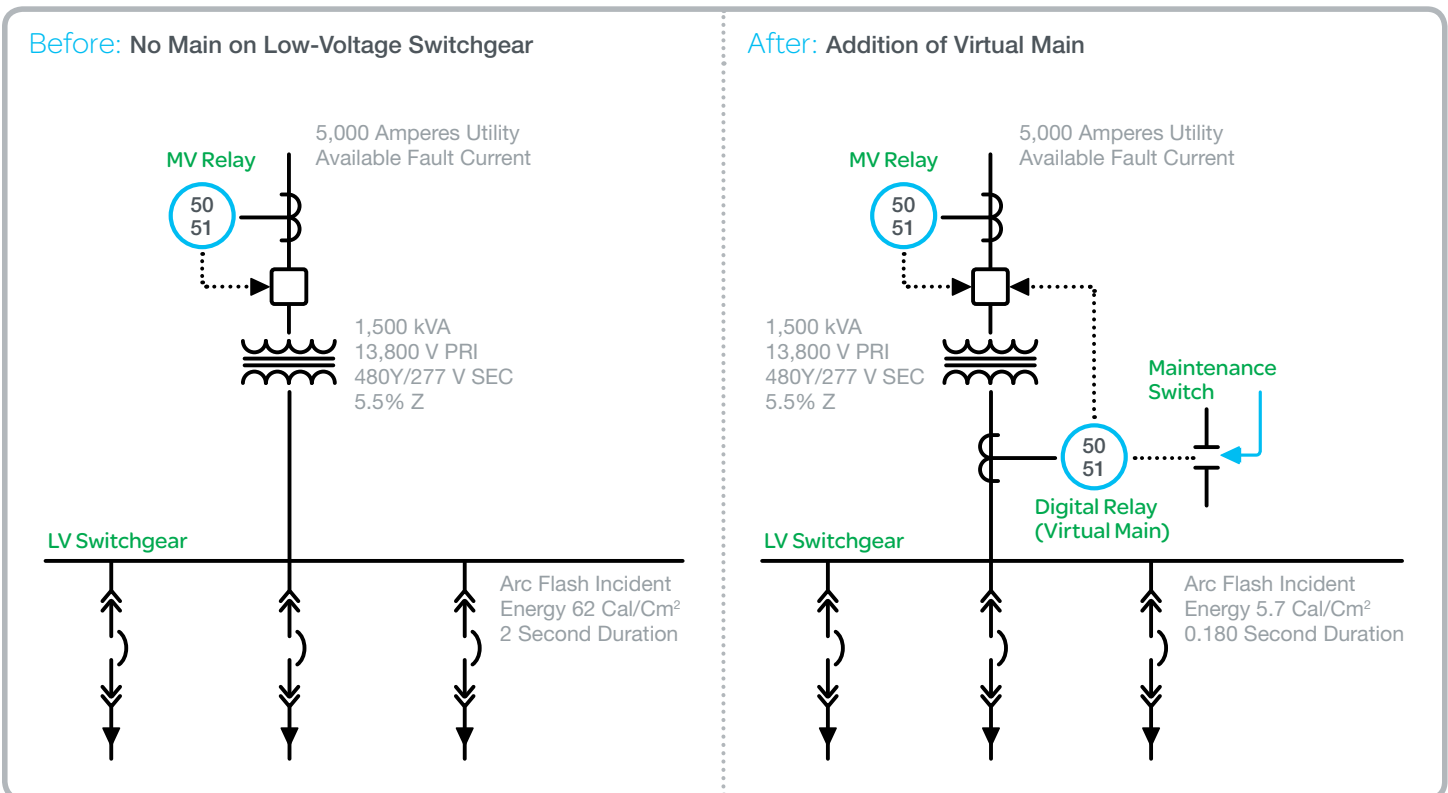 Before: No Main on Low-Voltage Switchgear
5,000 Amperes Utility
Available Fault Current
MV Relay
50
51
1,500 kVA
13,800 V PRI
480Y/277 V SEC
5.5% Z
LV Switchgear
Arc Flash Incident
Energy 62 Cal/Cm²
2 Second Duration
After: Addition of Virtual Main
5,000 Amperes Utility
Available Fault Current
MV Relay
50
51
1,500 kVA
13,800 V PRI
480Y/277 V SEC
5.5% Z
Maintenance
Switch
50
51
Digital Relay
(Virtual Main)
LV Switchgear
Arc Flash Incident
Energy 5.7 Cal/Cm²
0.180 Second Duration